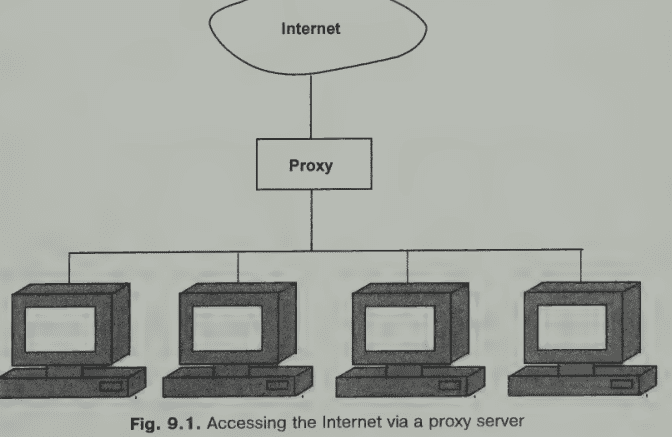 Internet
Proxy
Fig. 9.1. Accessing the Internet via a proxy server